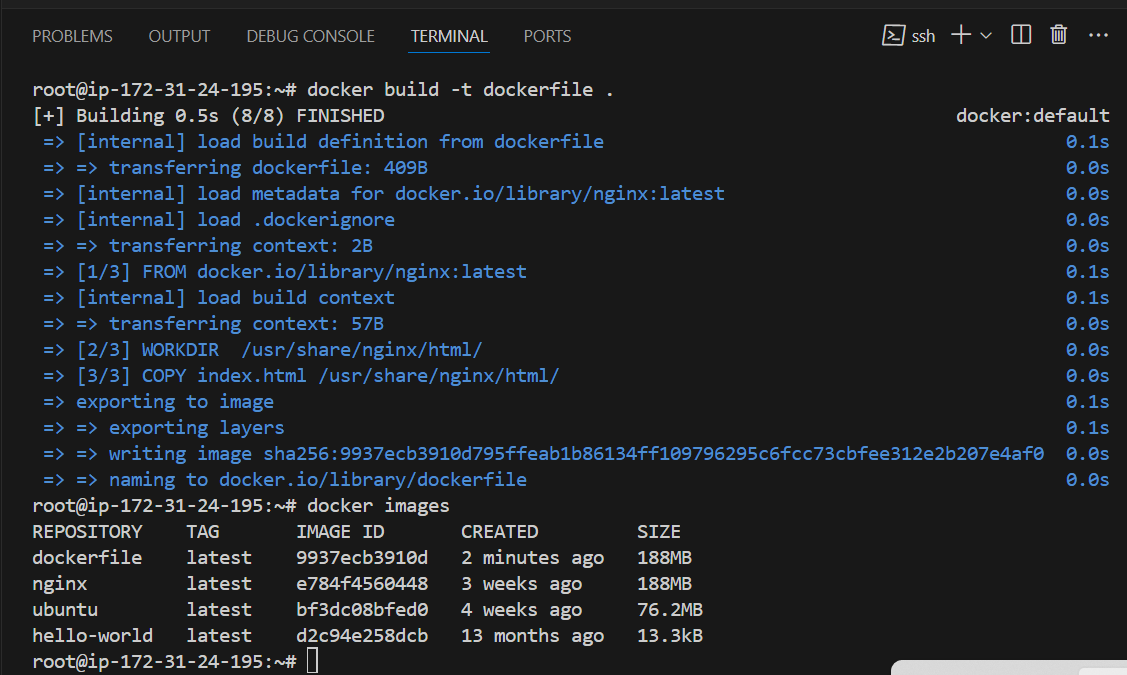 PROBLEMS OUTPUT DEBUG CONSOLE TERMINAL PORTS ssh
root@ip-172-31-24-195:~# docker build -t dockerfile .
[+] Building 0.5s (8/8) FINISHED docker:default
=> [internal] load build definition from dockerfile 0.1s
=> => transferring dockerfile: 409B 0.0s
=> [internal] load metadata for docker.io/library/nginx:latest 0.0s
=> [internal] load .dockerignore 0.0s
=> => transferring context: 2B 0.0s
=> [1/3] FROM docker.io/library/nginx:latest 0.1s
=> [internal] load build context 0.1s
=> => transferring context: 57B 0.0s
=> [2/3] WORKDIR /usr/share/nginx/html/ 0.0s
=> [3/3] COPY index.html /usr/share/nginx/html/ 0.0s
=> exporting to image 0.1s
=> => exporting layers 0.1s
=> => writing image sha256:9937ecb3910d795ffeab1b86134ff109796295c6fcc73cbfee312e2b207e4af0 0.0s
=> => naming to docker.io/library/dockerfile 0.0s
root@ip-172-31-24-195:~# docker images
REPOSITORY TAG IMAGE ID CREATED SIZE
dockerfile latest 9937ecb3910d 2 minutes ago 188MB
nginx latest e784f4560448 3 weeks ago 188MB
ubuntu latest bf3dc08bfed0 4 weeks ago 76.2MB
hello-world latest d2c94e258dcb 13 months ago 13.3kB
root@ip-172-31-24-195:~#